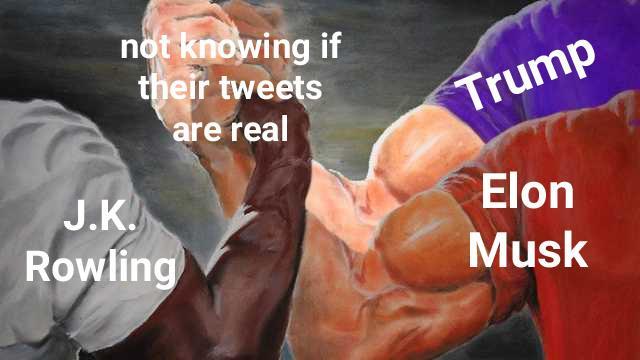 not knowing if
their tweets
are real
Trump
J.K.
Rowling
Elon
Musk